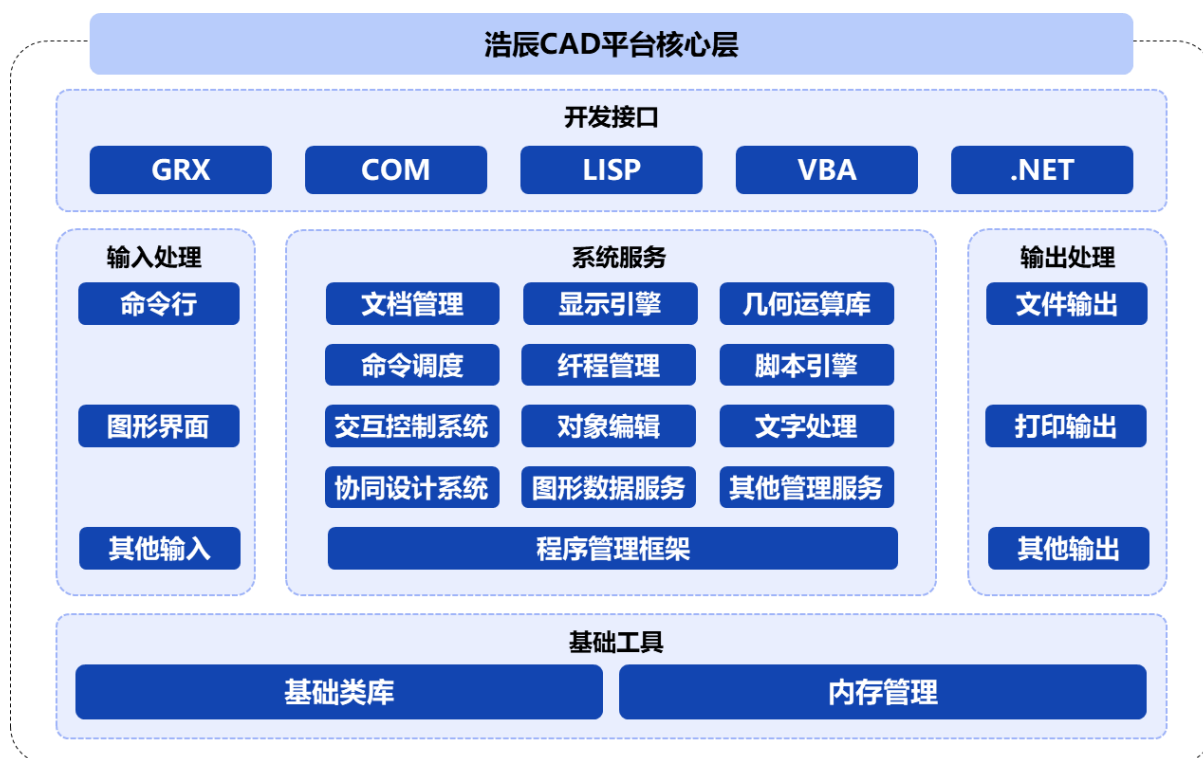 浩辰CAD平台核心层
开发接口
GRX
COM
LISP
VBA
.NET
输入处理
命令行
图形界面
其他输入
系统服务
文档管理
显示引擎
几何运算库
命令调度
纤程管理
脚本引擎
交互控制系统
对象编辑
文字处理
协同设计系统
图形数据服务
其他管理服务
程序管理框架
输出处理
文件输出
打印输出
其他输出
基础工具
基础类库
内存管理